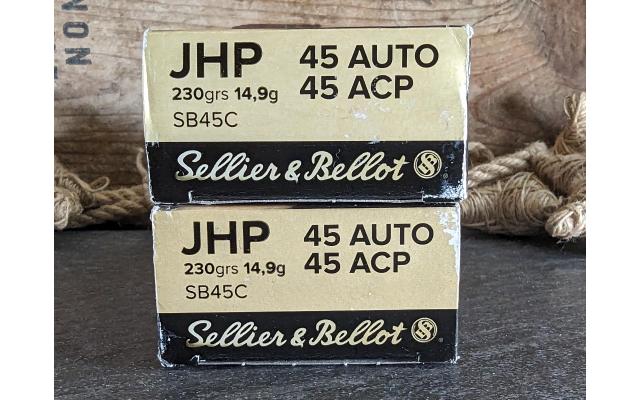 NON
JHP
230grs 14,9g
SB45C
45 AUTO
45 ACP
Sellier & Bellot
JHP
230grs 14,9g
SB45C
45 AUTO
45 ACP
Sellier & Bellot